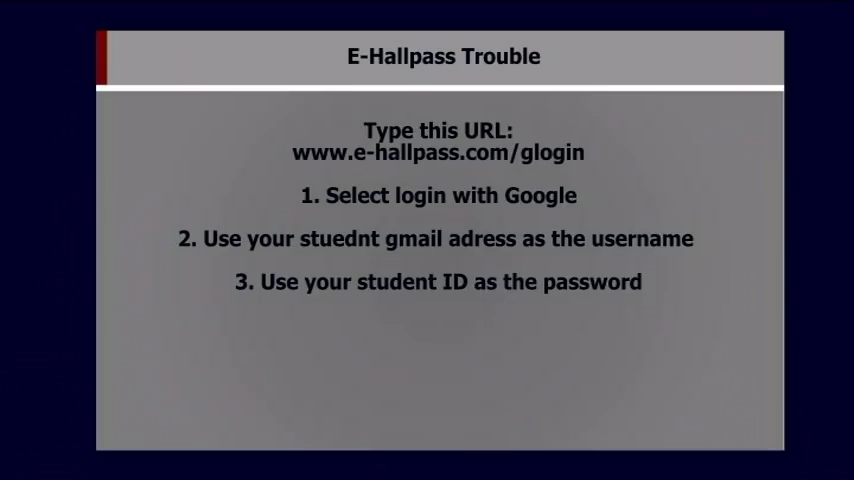 E-Hallpass Trouble
Type this URL:
www.e-hallpass.com/glogin
1. Select login with Google
2. Use your stuednt gmail adress as the username
3. Use your student ID as the password